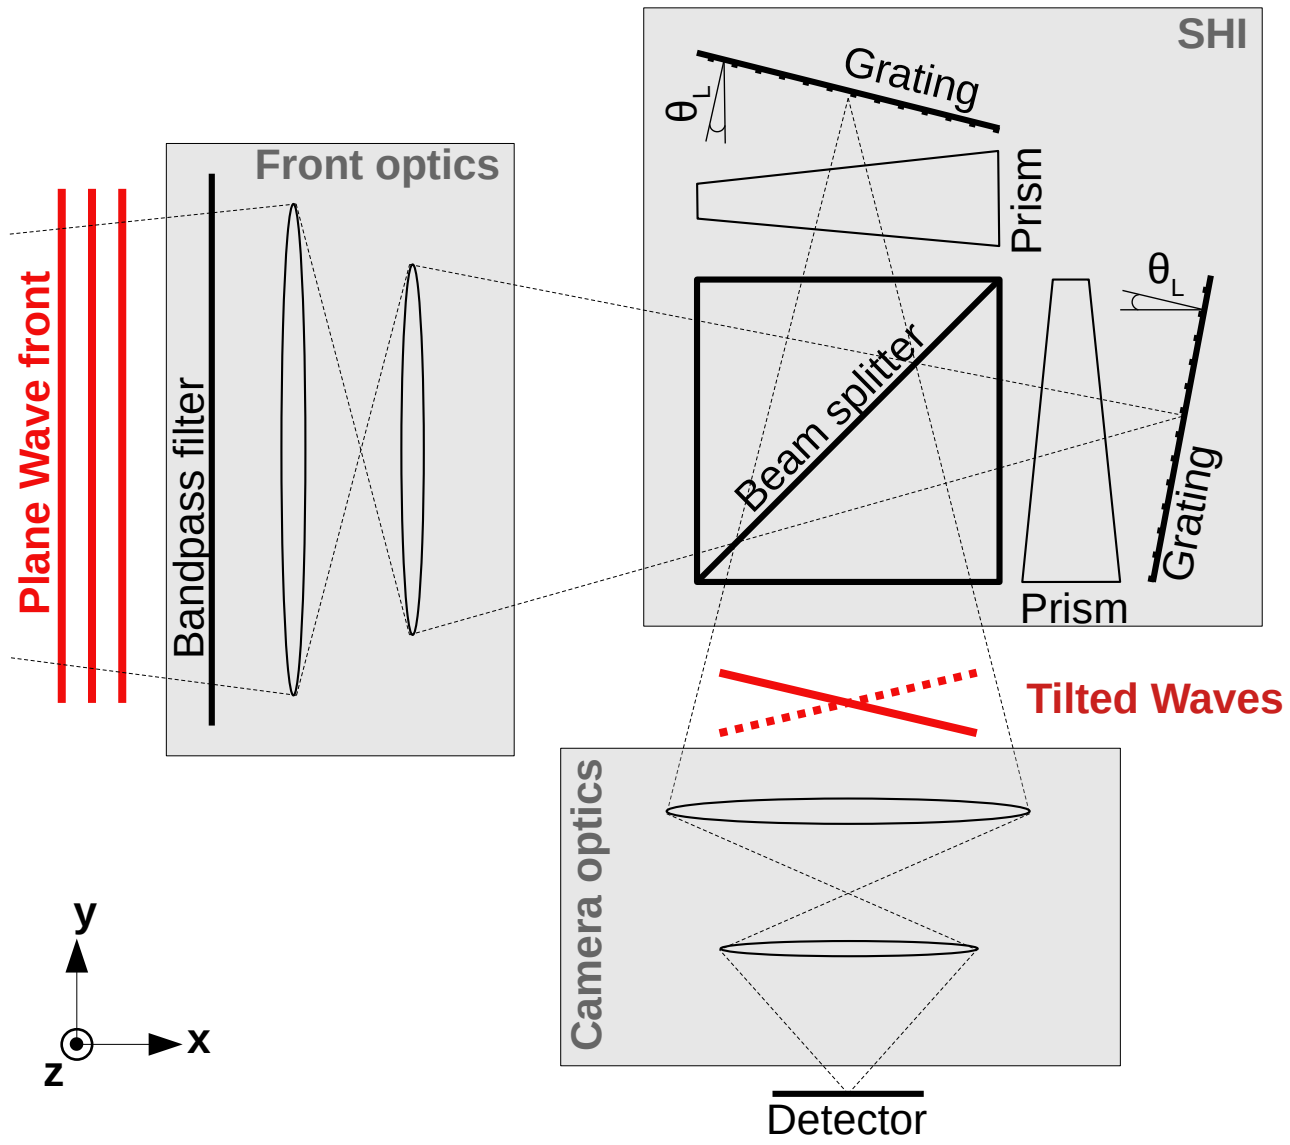 SHI
Grating
θL
Prism
Front optics
Plane Wave front
Bandpass filter
Beam splitter
θL
Grating
Prism
Tilted Waves
Camera optics
y
x
z
Detector